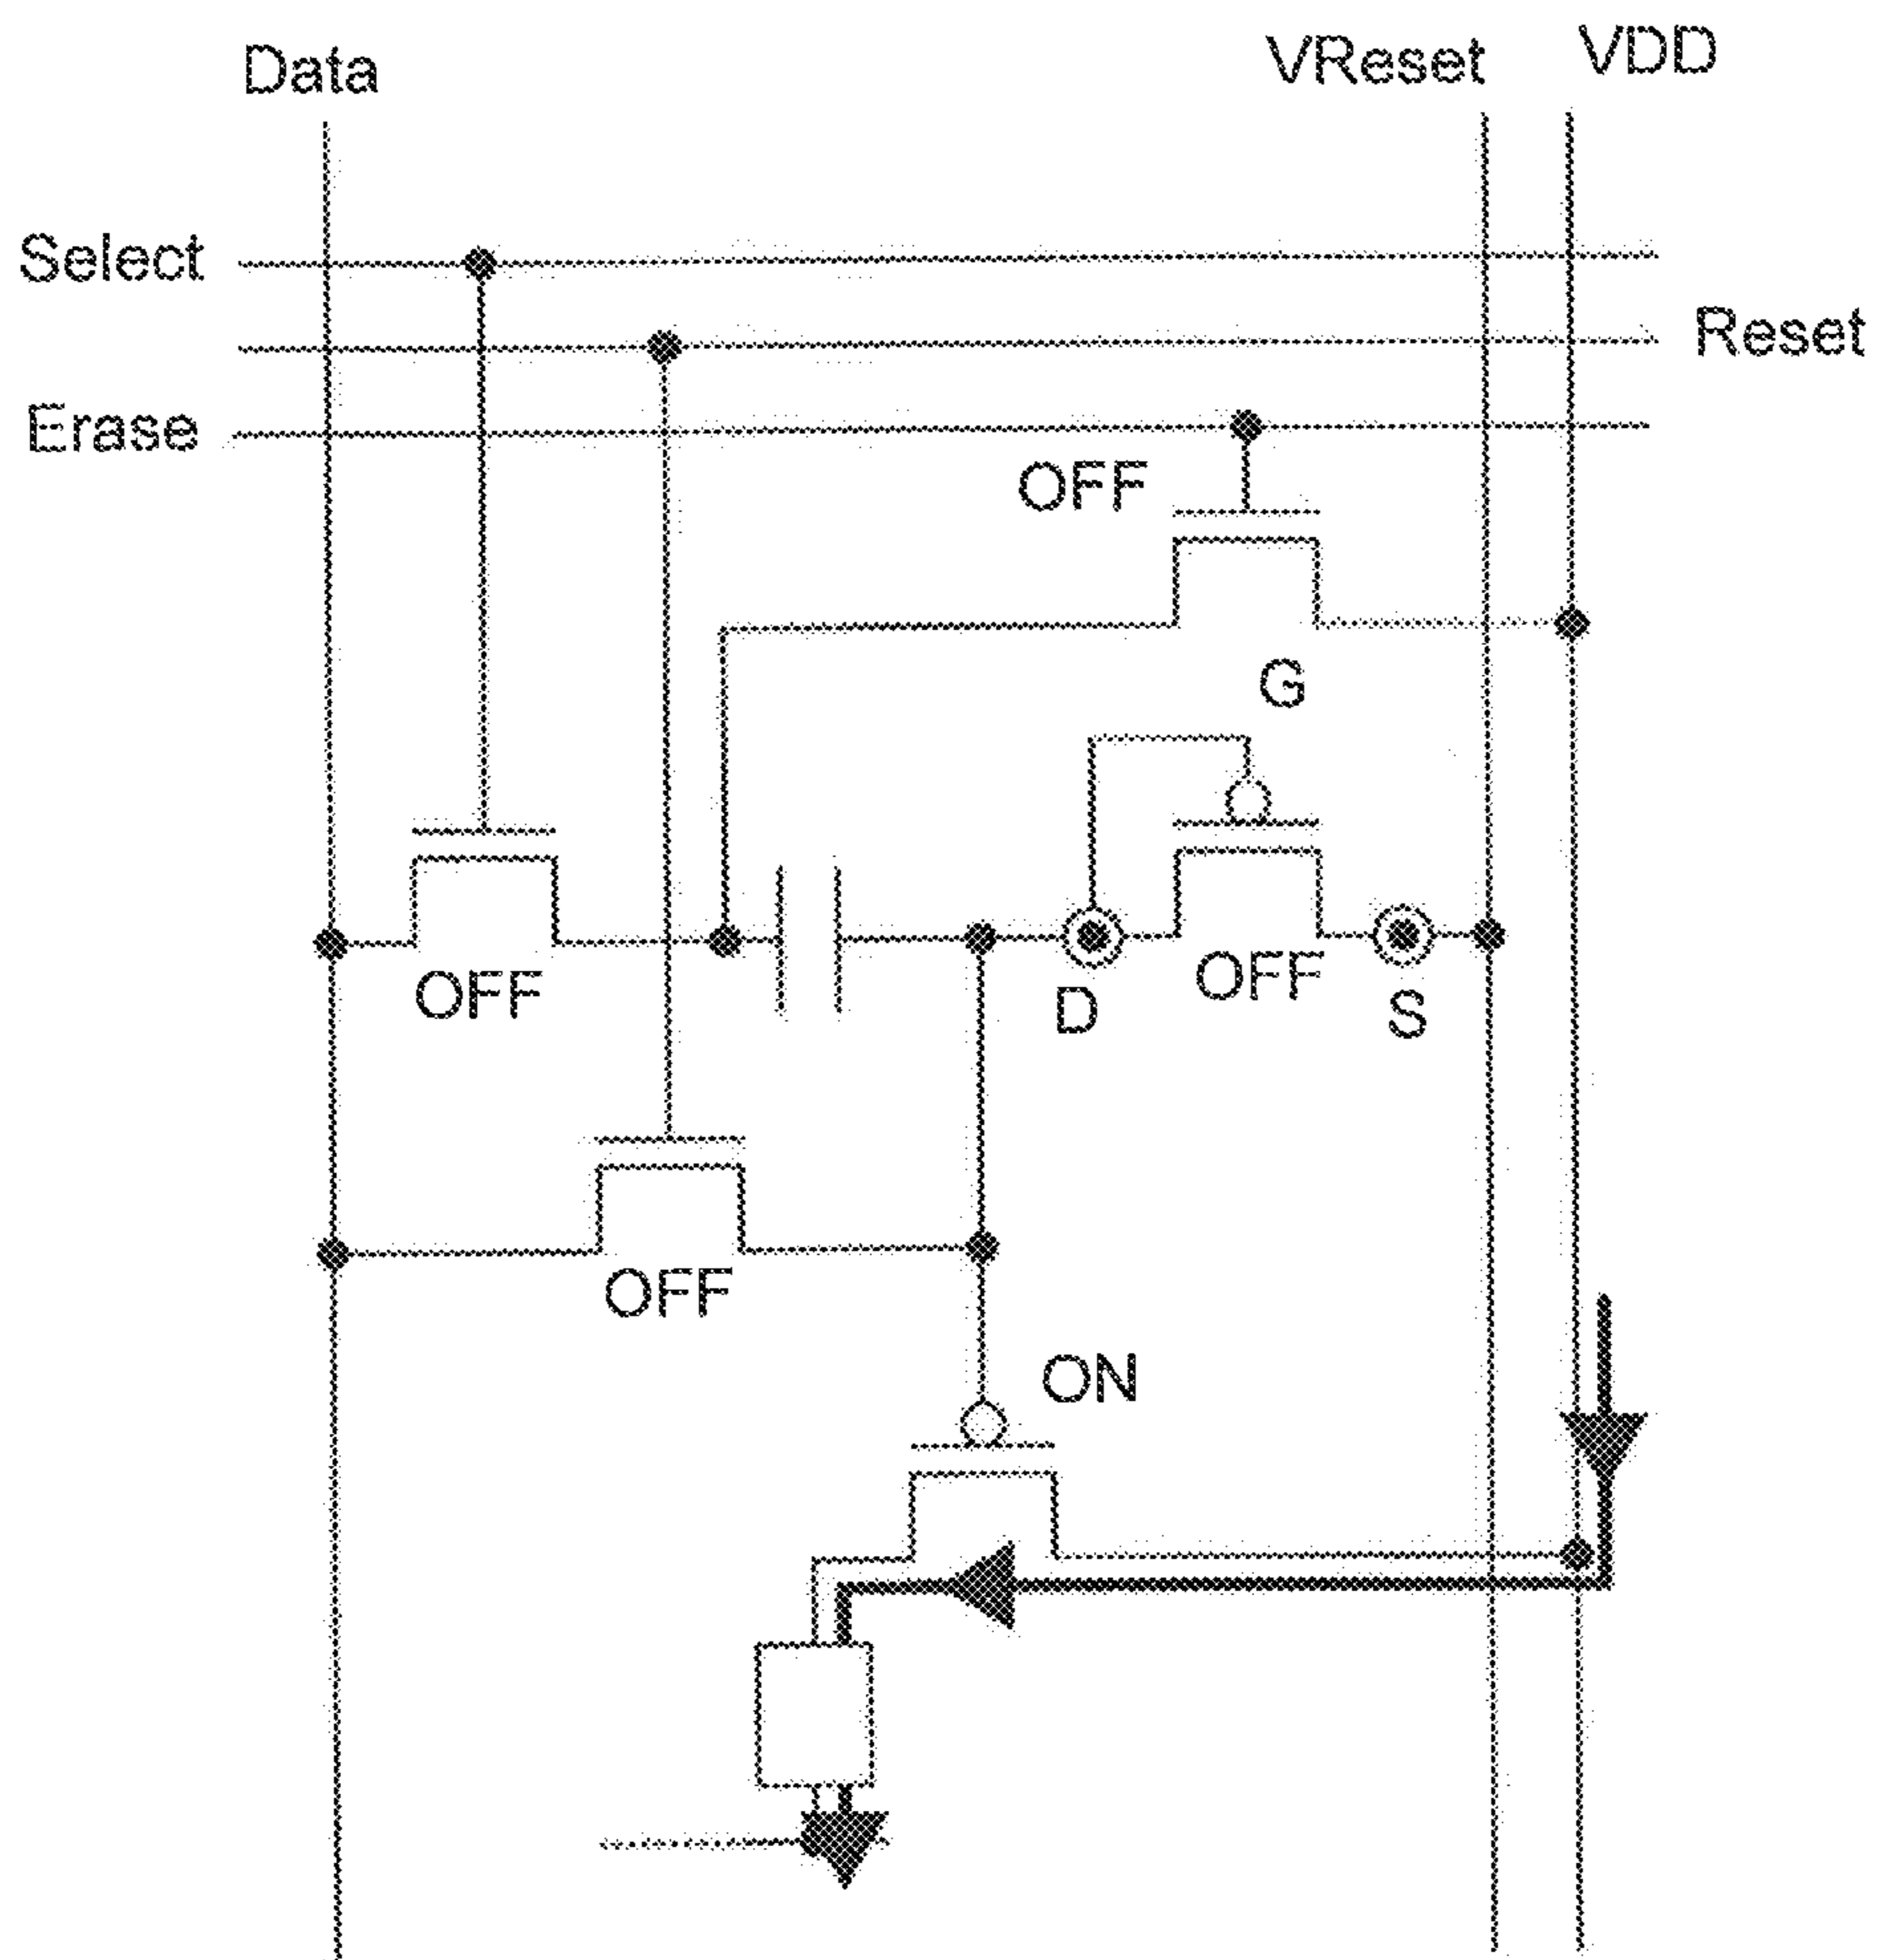 Data
VReset
VDD
Select
Reset
Erase
OFF
G
OFF
D
OFF
S
OFF
ON